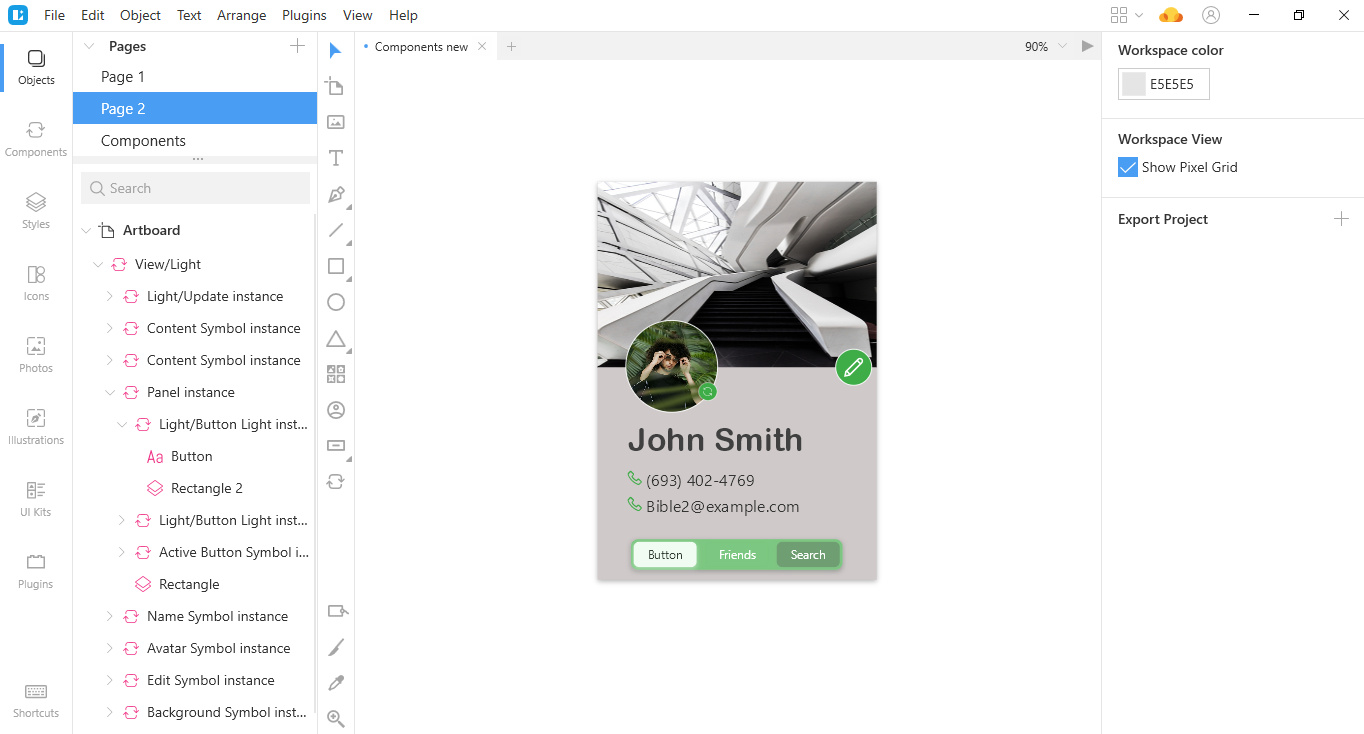 File Edit Object Text Arrange Plugins View Help
Objects
Components
Styles
Icons
Photos
Illustrations
UI Kits
Plugins
Shortcuts
Pages
Page 1
Page 2
Components
Search
Artboard
View/Light
Light/Update instance
Content Symbol instance
Content Symbol instance
Panel instance
Light/Button Light inst...
Aa Button
Rectangle 2
Light/Button Light inst...
Active Button Symbol i...
Rectangle
Name Symbol instance
Avatar Symbol instance
Edit Symbol instance
Background Symbol inst...
Components new
90%
John Smith
(693) 402-4769
Bible2@example.com
Button Friends Search
Workspace color
E5E5E5
Workspace View
Show Pixel Grid
Export Project